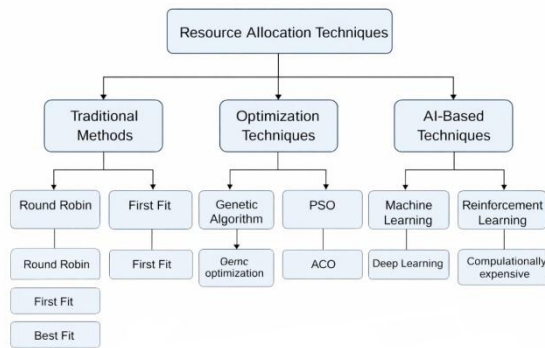 Resource Allocation Techniques
Traditional
Methods
Optimization
Techniques
AI-Based
Techniques
Round Robin
First Fit
Genetic
Algorithm
PSO
Machine
Learning
Reinforcement
Learning
Round Robin
First Fit
Gemc
optimization
ACO
Deep Learning
Computationally
expensive
First Fit
Best Fit